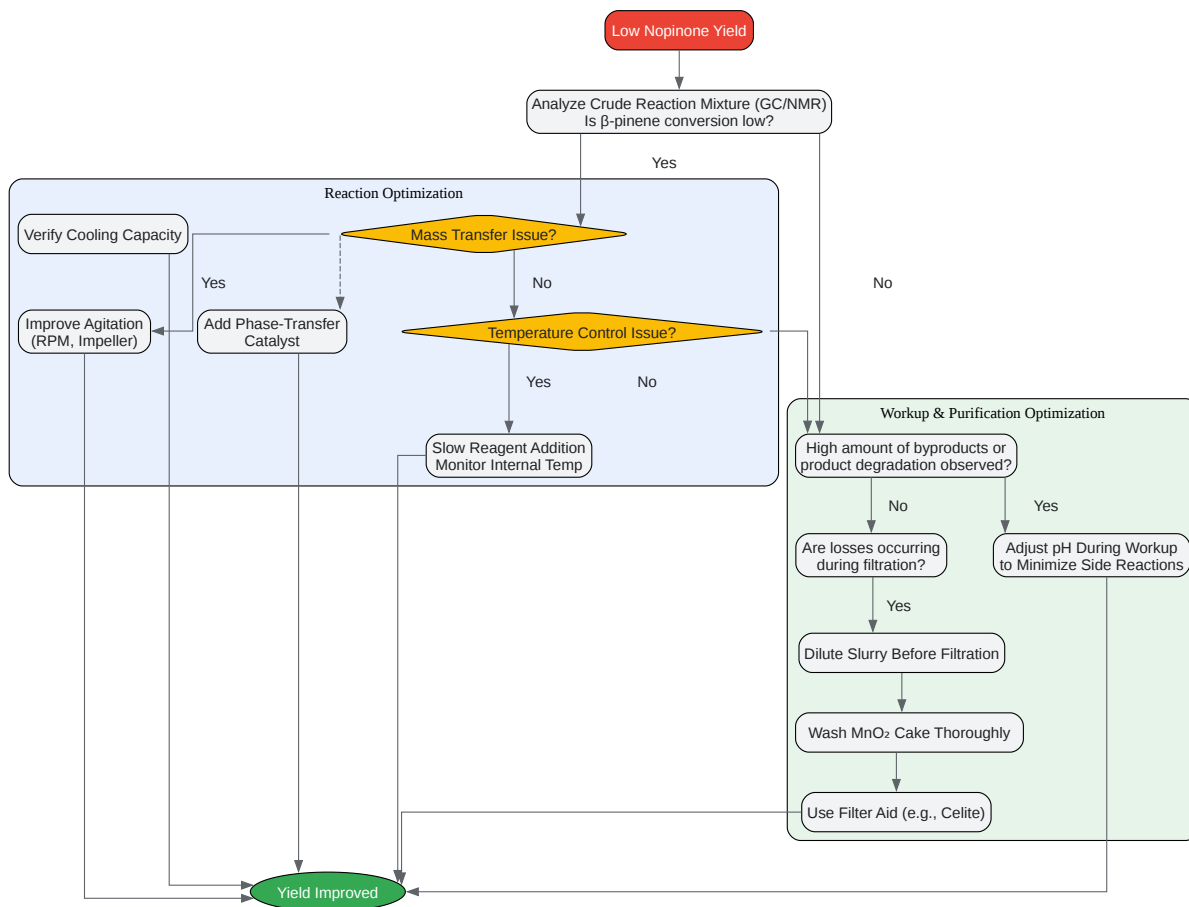 Low Nopinone Yield
Analyze Crude Reaction Mixture (GC/NMR)
Is β-pinene conversion low?
Yes
Reaction Optimization
Verify Cooling Capacity
Mass Transfer Issue?
Yes
No
No
Improve Agitation
(RPM, Impeller)
Add Phase-Transfer
Catalyst
Temperature Control Issue?
Yes
No
Workup & Purification Optimization
Slow Reagent Addition
Monitor Internal Temp
High amount of byproducts or
product degradation observed?
No
Yes
Are losses occurring
during filtration?
Adjust pH During Workup
to Minimize Side Reactions
Yes
Dilute Slurry Before Filtration
Wash MnO₂ Cake Thoroughly
Use Filter Aid (e.g., Celite)
Yield Improved